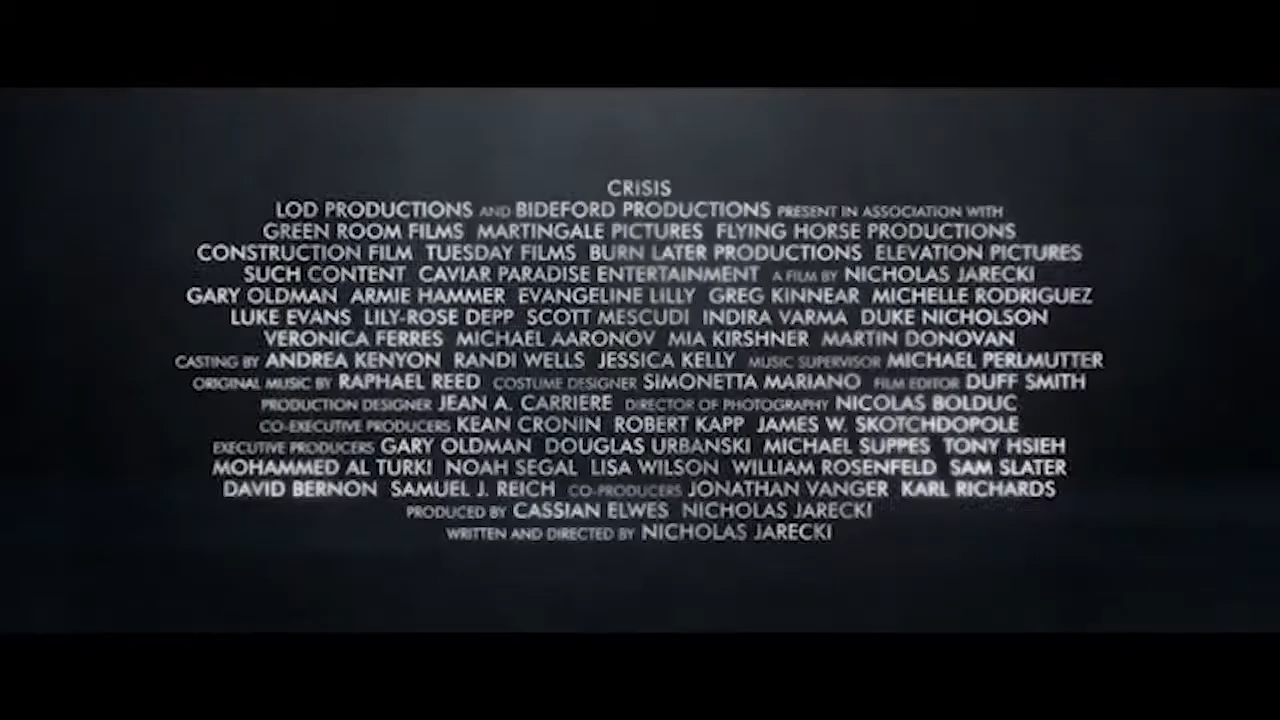 CRISIS
LOD PRODUCTIONS AND BIDEFORD PRODUCTIONS PRESENT IN ASSOCIATION WITH
GREEN ROOM FILMS MARTINGALE PICTURES FLYING HORSE PRODUCTIONS
CONSTRUCTION FILM TUESDAY FILMS BURN LATER PRODUCTIONS ELEVATION PICTURES
SUCH CONTENT CAVIAR PARADISE ENTERTAINMENT A FILM BY NICHOLAS JARECKI
GARY OLDMAN ARMIE HAMMER EVANGELINE LILLY GREG KINNEAR MICHELLE RODRIGUEZ
LUKE EVANS LILY-ROSE DEPP SCOTT MESCUDI INDIRA VARMA DUKE NICHOLSON
VERONICA FERRES MICHAEL AARONOV MIA KIRSHNER MARTIN DONOVAN
CASTING BY ANDREA KENYON RANDI WELLS JESSICA KELLY MUSIC SUPERVISOR MICHAEL PERLMUTTER
ORIGINAL MUSIC BY RAPHAEL REED COSTUME DESIGNER SIMONETTA MARIANO FILM EDITOR DUFF SMITH
PRODUCTION DESIGNER JEAN A. CARRIERE DIRECTOR OF PHOTOGRAPHY NICOLAS BOLDUC
CO-EXECUTIVE PRODUCERS KEAN CRONIN ROBERT KAPP JAMES W. SKOTCHDOPOLE
EXECUTIVE PRODUCERS GARY OLDMAN DOUGLAS URBANSKI MICHAEL SUPPES TONY HSIEH
MOHAMMED AL TURKI NOAH SEGAL LISA WILSON WILLIAM ROSENFELD SAM SLATER
DAVID BERNON SAMUEL J. REICH CO-PRODUCERS JONATHAN VANGER KARL RICHARDS
PRODUCED BY CASSIAN ELWES NICHOLAS JARECKI
WRITTEN AND DIRECTED BY NICHOLAS JARECKI